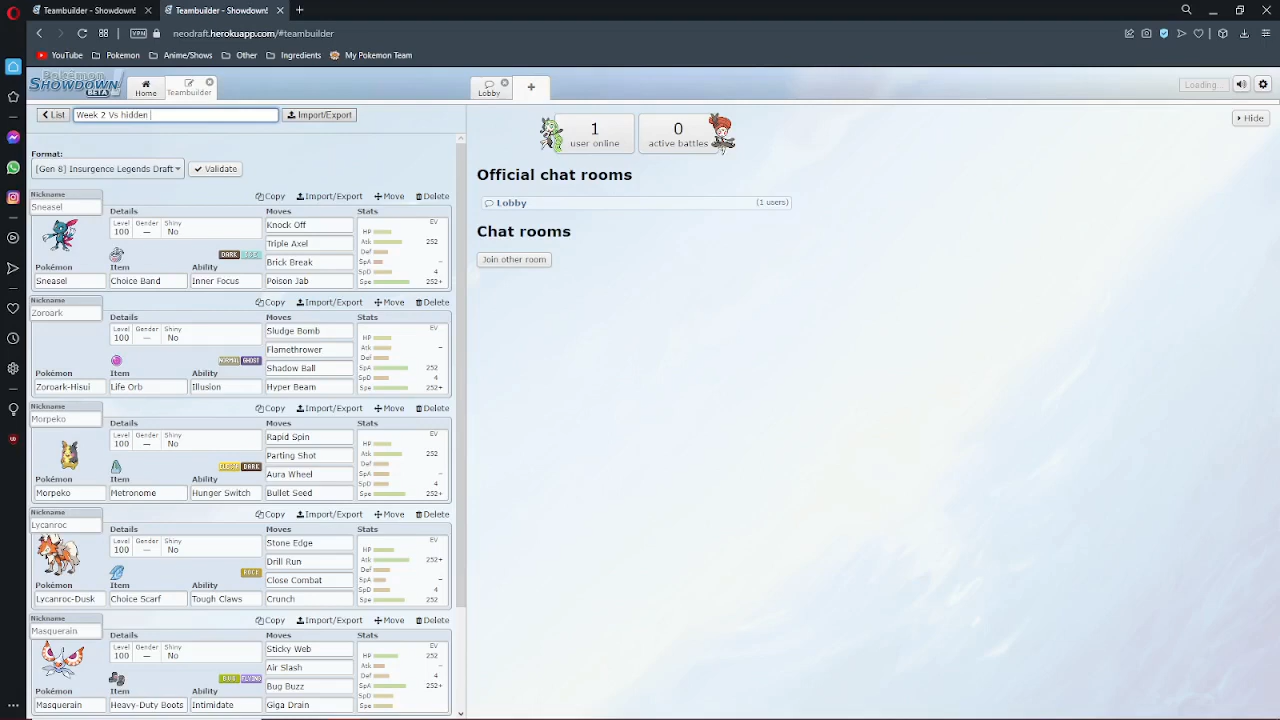 Teambuilder - Showdown!
Teambuilder - Showdown!
VPN
neodraft.herokuapp.com/#teambuilder
YouTube Pokemon Anime/Shows Other Ingredients My Pokemon Team
Pokémon
SHOWDOWN
BETA
Home
Teambuilder
Lobby
Loading...
List
Week 2 Vs hidden
Import/Export
Format:
[Gen 8] Insurgence Legends Draft
Validate
1
user online
0
active battles
Hide
Official chat rooms
Lobby (1 users)
Chat rooms
Join other room
Copy Import/Export Move Delete
Nickname
Sneasel
Details Moves Stats
Level Gender Shiny
100 — No
Knock Off
Triple Axel
Brick Break
Poison Jab
EV
HP
Atk 252
Def
SpA –
SpD 4
Spe 252+
DARK ICE
Pokémon Item Ability
Sneasel Choice Band Inner Focus
Copy Import/Export Move Delete
Nickname
Zoroark
Details Moves Stats
Level Gender Shiny
100 — No
Sludge Bomb
Flamethrower
Shadow Ball
Hyper Beam
EV
HP
Atk –
Def
SpA 252
SpD 4
Spe 252+
NORMAL GHOST
Pokémon Item Ability
Zoroark-Hisui Life Orb Illusion
Copy Import/Export Move Delete
Nickname
Morpeko
Details Moves Stats
Level Gender Shiny
100 — No
Rapid Spin
Parting Shot
Aura Wheel
Bullet Seed
EV
HP
Atk 252
Def
SpA –
SpD 4
Spe 252+
ELECTR DARK
Pokémon Item Ability
Morpeko Metronome Hunger Switch
Copy Import/Export Move Delete
Nickname
Lycanroc
Details Moves Stats
Level Gender Shiny
100 — No
Stone Edge
Drill Run
Close Combat
Crunch
EV
HP
Atk 252+
Def
SpA –
SpD 4
Spe 252
ROCK
Pokémon Item Ability
Lycanroc-Dusk Choice Scarf Tough Claws
Copy Import/Export Move Delete
Nickname
Masquerain
Details Moves Stats
Level Gender Shiny
100 — No
Sticky Web
Air Slash
Bug Buzz
Giga Drain
EV
HP 252
Atk –
Def 4
SpA 252+
SpD
Spe
BUG FLYING
Pokémon Item Ability
Masquerain Heavy-Duty Boots Intimidate